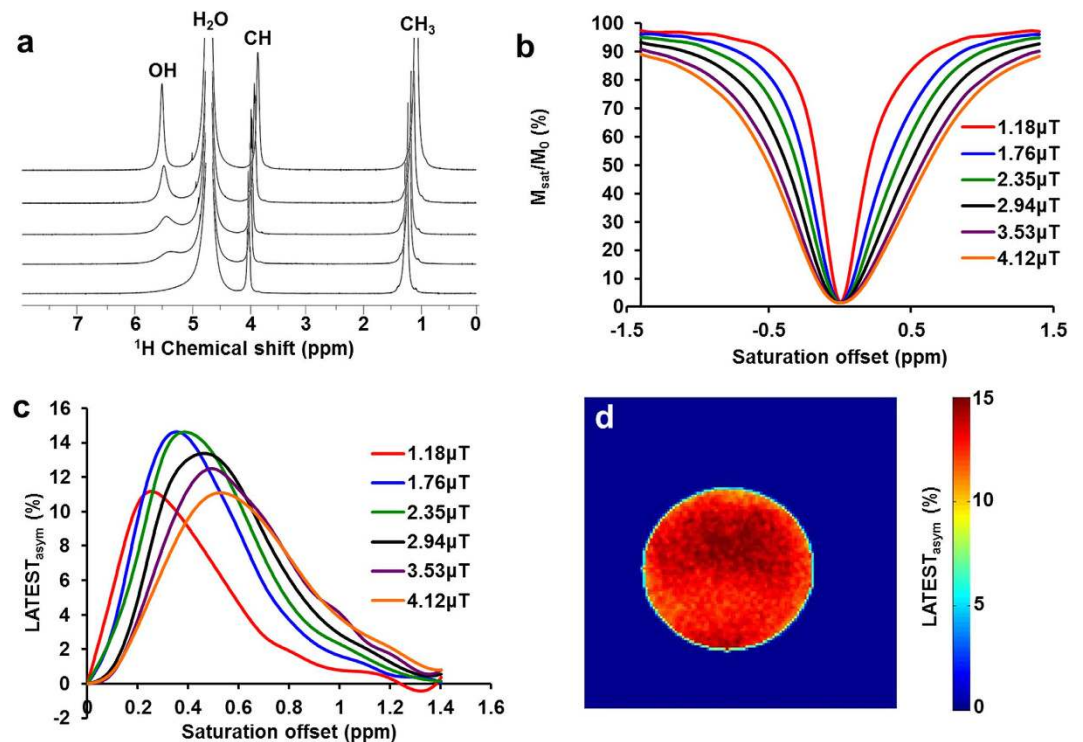 a
OH
H₂O
CH
CH₃
7 6 5 4 3 2 1 0
¹H Chemical shift (ppm)
b
100
90
80
70
60
50
40
30
20
10
0
Mₛₐₜ/M₀ (%)
1.18µT
1.76µT
2.35µT
2.94µT
3.53µT
4.12µT
-1.4 -0.5 0.5 1.4
Saturation offset (ppm)
c
16
14
12
10
8
6
4
2
0
-2
LATESTₐₛᵧₘ (%)
1.18µT
1.76µT
2.35µT
2.94µT
3.53µT
4.12µT
0 0.2 0.4 0.6 0.8 1 1.2 1.4 1.6
Saturation offset (ppm)
d
15
10
5
0
LATESTₐₛᵧₘ (%)